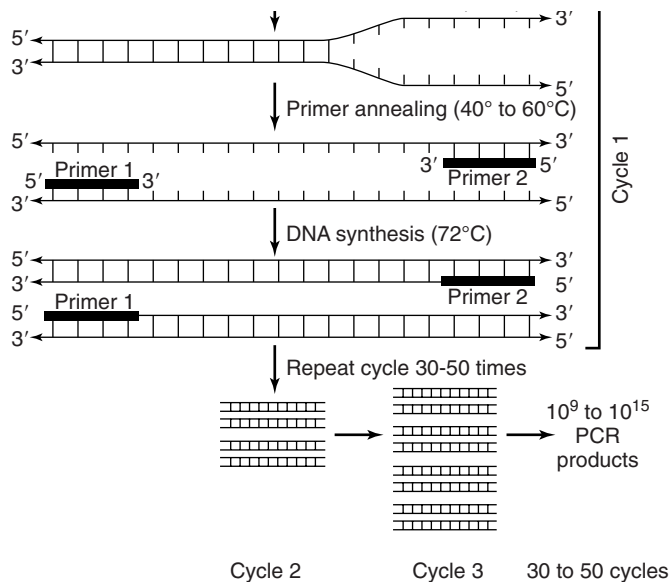 3′
5′
3′
5′
Primer annealing (40° to 60°C)
5′
3′
Primer 1
3′
5′
5′
3′
Primer 2
3′
5′
DNA synthesis (72°C)
5′
3′
3′
5′
Primer 1
Primer 2
5′
3′
3′
5′
Cycle 1
Repeat cycle 30-50 times
10⁹ to 10¹⁵
PCR
products
Cycle 2
Cycle 3
30 to 50 cycles